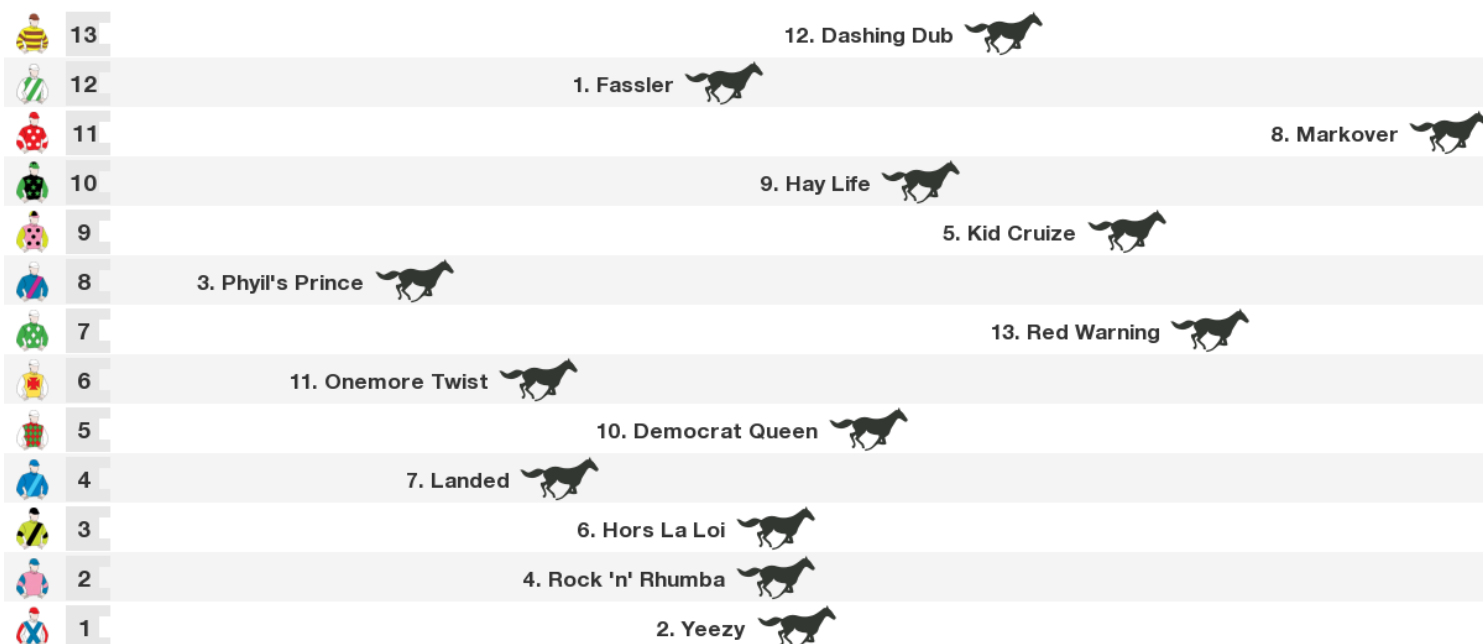 13 12. Dashing Dub
12 1. Fassler
11 8. Markover
10 9. Hay Life
9 5. Kid Cruize
8 3. Phyil's Prince
7 13. Red Warning
6 11. Onemore Twist
5 10. Democrat Queen
4 7. Landed
3 6. Hors La Loi
2 4. Rock 'n' Rhumba
1 2. Yeezy